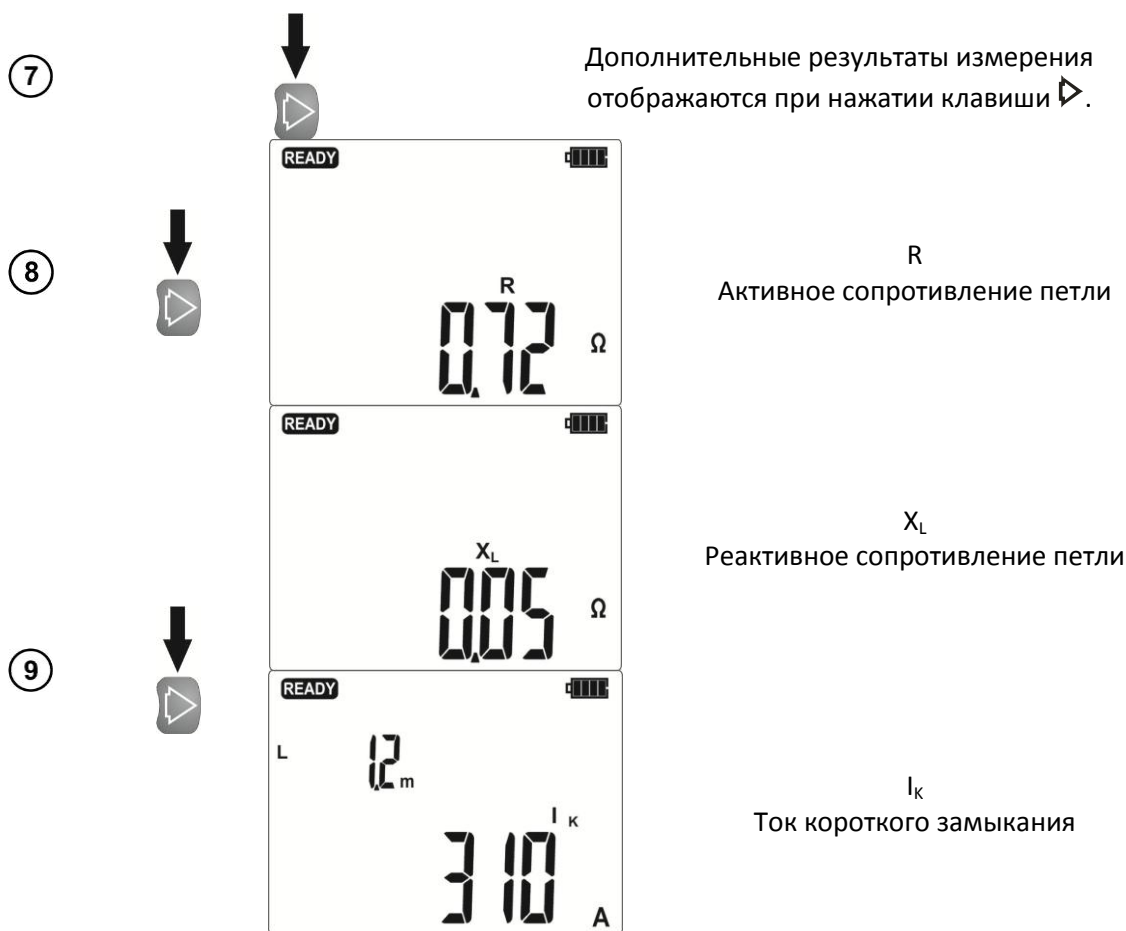 7
Дополнительные результаты измерения
отображаются при нажатии клавиши ▷.
READY
8
R
0.72 Ω
R
Активное сопротивление петли
READY
XL
0.05 Ω
XL
Реактивное сопротивление петли
9
READY
L 1.2 m
I K
310 A
IK
Ток короткого замыкания